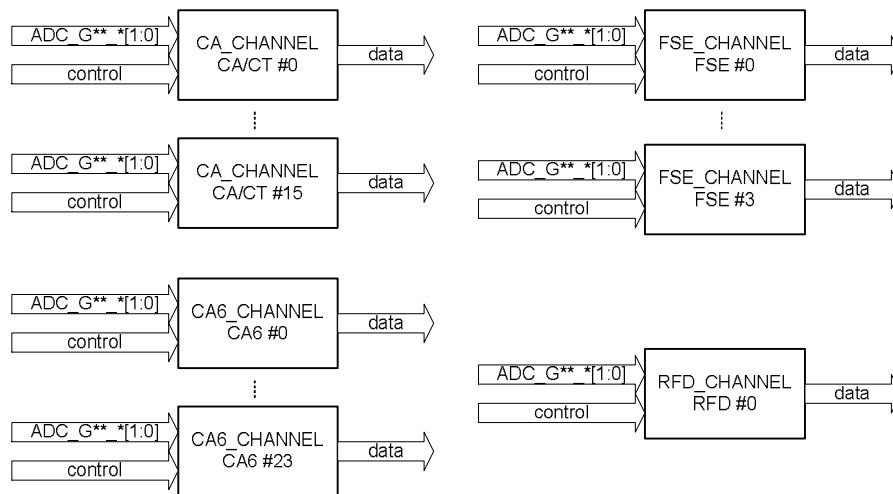 ADC_G**_*[1:0]
control
CA_CHANNEL
CA/CT #0
data
ADC_G**_*[1:0]
control
CA_CHANNEL
CA/CT #15
data
ADC_G**_*[1:0]
control
CA6_CHANNEL
CA6 #0
data
ADC_G**_*[1:0]
control
CA6_CHANNEL
CA6 #23
data
ADC_G**_*[1:0]
control
FSE_CHANNEL
FSE #0
data
ADC_G**_*[1:0]
control
FSE_CHANNEL
FSE #3
data
ADC_G**_*[1:0]
control
RFD_CHANNEL
RFD #0
data